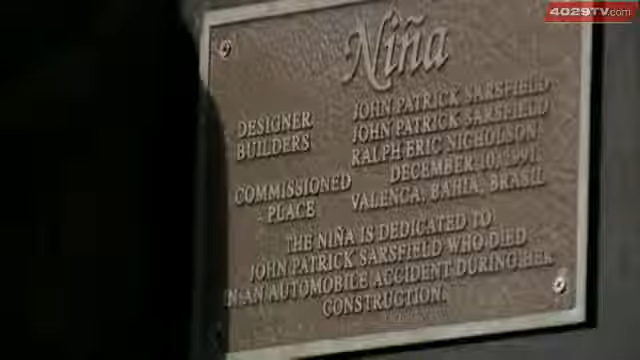 4029TV.com
Niña
DESIGNER JOHN PATRICK SARSFIELD
BUILDERS JOHN PATRICK SARSFIELD
RALPH ERIC NICHOLSON
COMMISSIONED DECEMBER 10, 1991
PLACE VALENCA, BAHIA, BRASIL
THE NIÑA IS DEDICATED TO
JOHN PATRICK SARSFIELD WHO DIED
IN AN AUTOMOBILE ACCIDENT DURING HER
CONSTRUCTION.